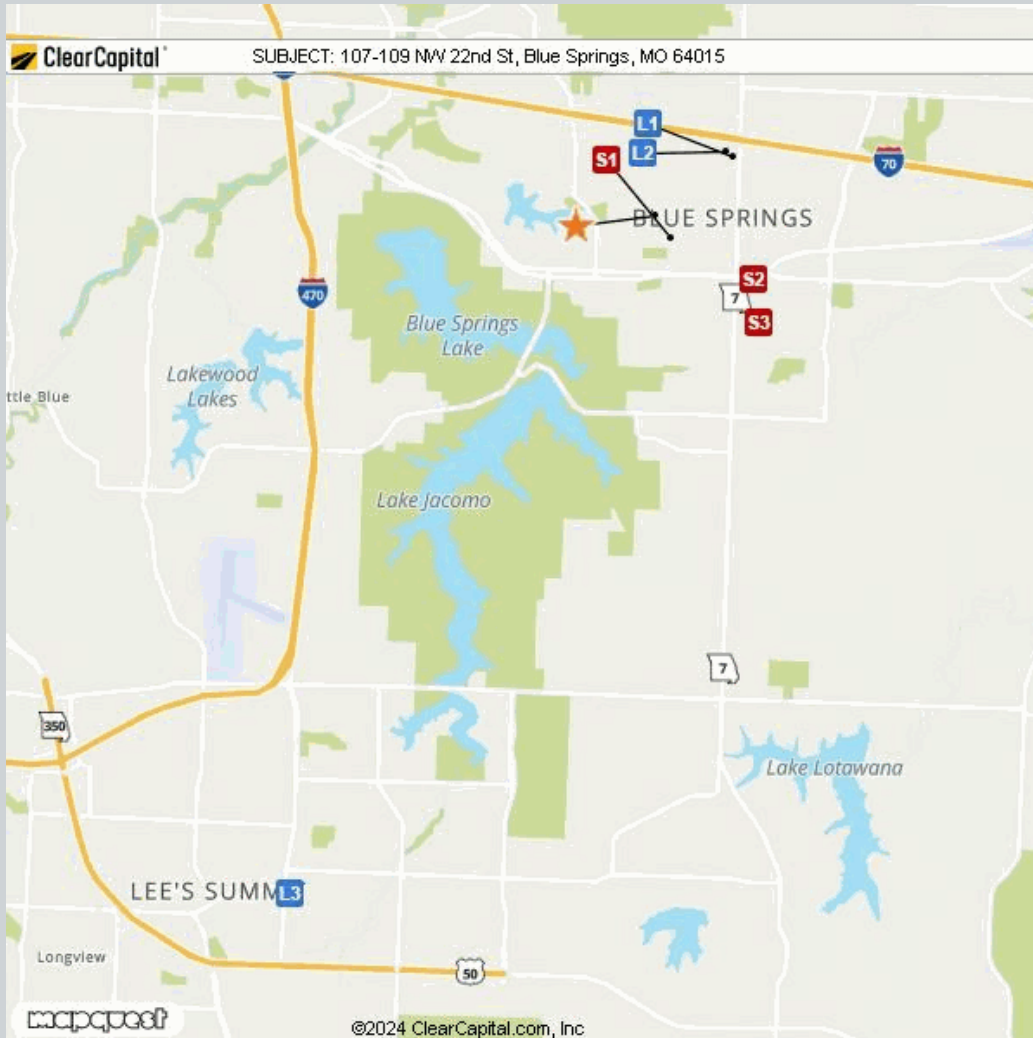 ClearCapital
SUBJECT: 107-109 NW 22nd St, Blue Springs, MO 64015
L1
L2
S1
70
BLUE SPRINGS
S2
7
S3
470
Blue Springs
Lake
Lakewood
Lakes
ttle Blue
Lake Jacomo
7
350
Lake Lotawana
LEE'S SUMM
L3
Longview
50
mapquest
©2024 ClearCapital.com, Inc